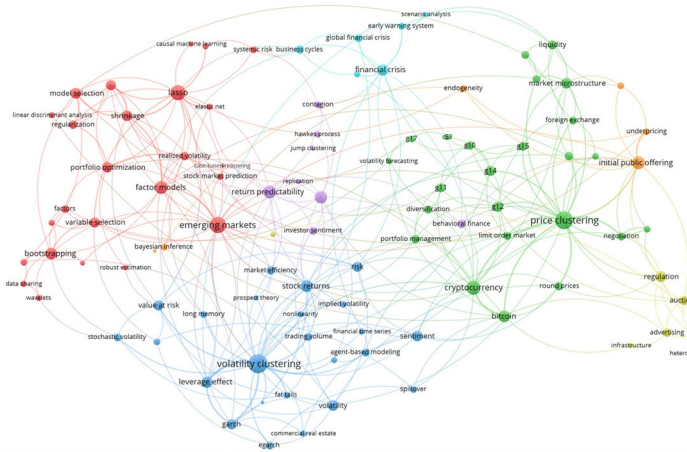 scenario analysis
early warning system
global financial crisis
causal machine learning
systemic risk
business cycles
liquidity
financial crisis
market microstructure
endogeneity
model selection
lasso
contagion
elastic net
linear discriminant analysis
shrinkage
regularization
foreign exchange
hawkes process
underpricing
g17
g10
g15
jump clustering
realized volatility
volatility forecasting
initial public offering
case-based reasoning
portfolio optimization
stock market prediction
g14
replication
factor models
return predictability
g11
g12
factors
diversification
variable selection
emerging markets
behavioral finance
price clustering
investor sentiment
portfolio management
limit order market
negotiation
bayesian inference
bootstrapping
market efficiency
risk
robust estimation
regulation
data sharing
stock returns
cryptocurrency
round prices
wavelets
prospect theory
value at risk
implied volatility
auctio
long memory
nonlinearity
bitcoin
financial time series
advertising
stochastic volatility
trading volume
sentiment
infrastructure
agent-based modeling
heterc
volatility clustering
leverage effect
spillover
fat tails
volatility
garch
commercial real estate
egarch